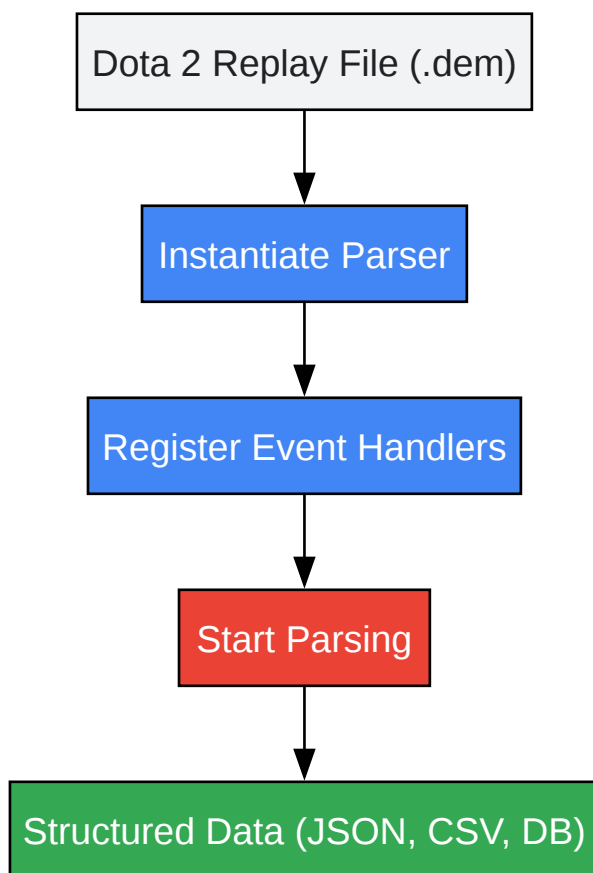 Dota 2 Replay File (.dem)
Instantiate Parser
Register Event Handlers
Start Parsing
Structured Data (JSON, CSV, DB)